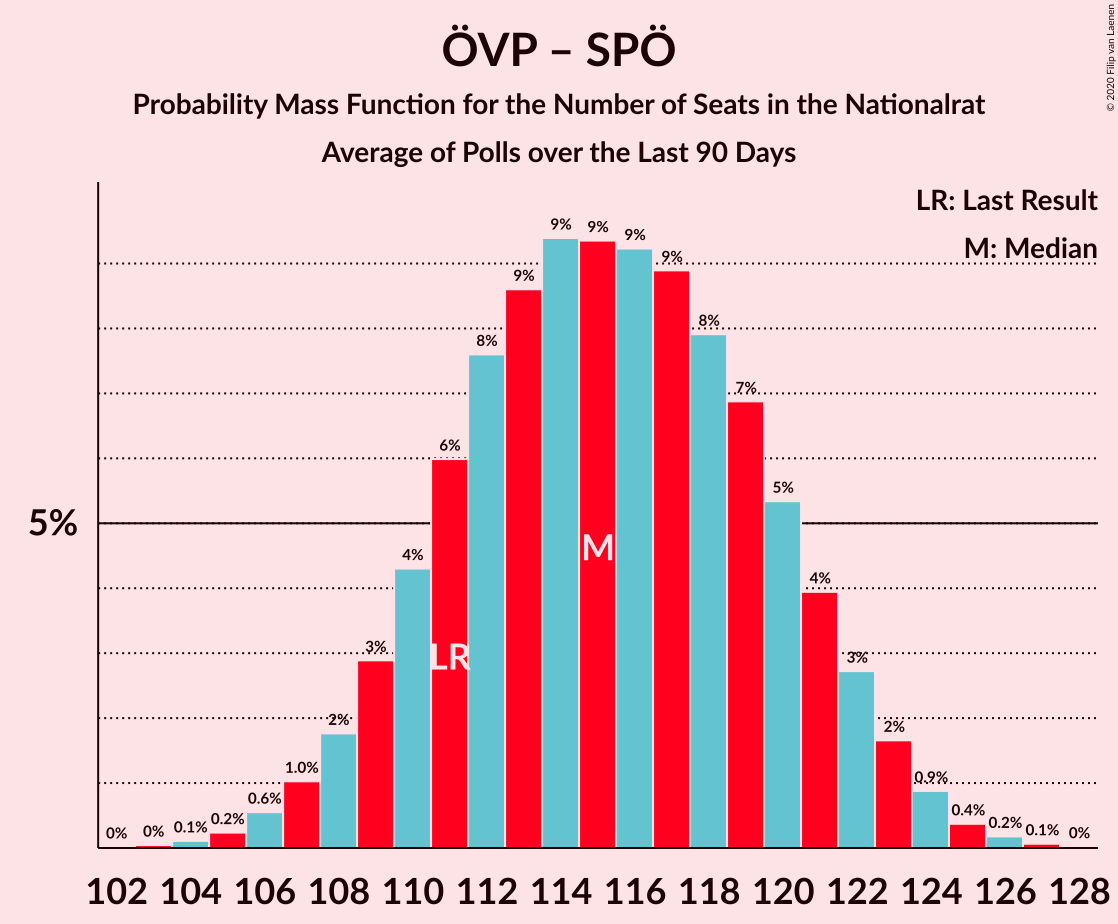 ÖVP – SPÖ
Probability Mass Function for the Number of Seats in the Nationalrat
Average of Polls over the Last 90 Days
© 2020 Filip van Laenen
LR: Last Result
M: Median
5%
0% 0% 0.1% 0.2% 0.6% 1.0% 2% 3% 4% 6% 8% 9% 9% 9% 9% 9% 8% 7% 5% 4% 3% 2% 0.9% 0.4% 0.2% 0.1% 0%
LR
M
102 104 106 108 110 112 114 116 118 120 122 124 126 128